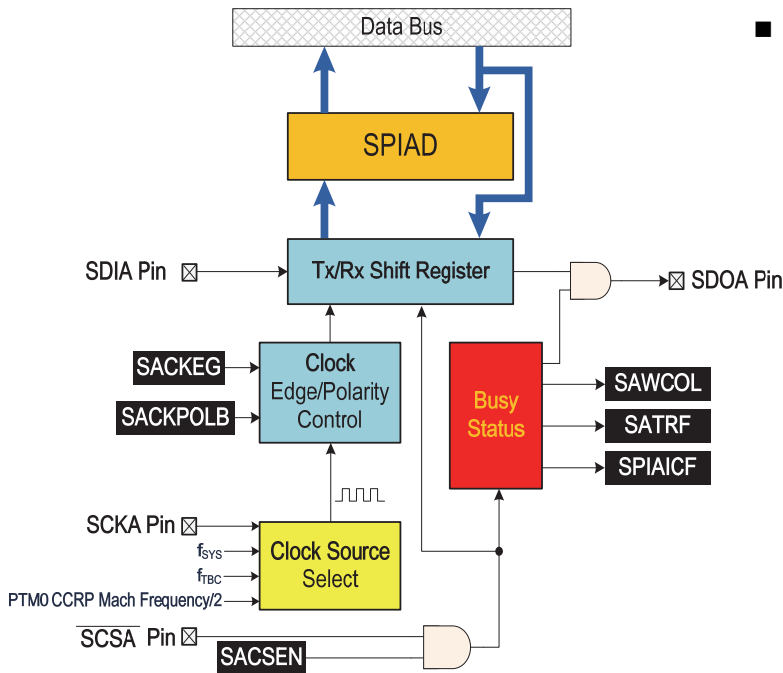 Data Bus
SPIAD
SDIA Pin
Tx/Rx Shift Register
SDOA Pin
SACKEG
Clock
Edge/Polarity
Control
SACKPOLB
Busy
Status
SAWCOL
SATRF
SPIAICF
SCKA Pin
fSYS
fTBC
PTM0 CCRP Mach Frequency/2
Clock Source
Select
SCSA Pin
SACSEN